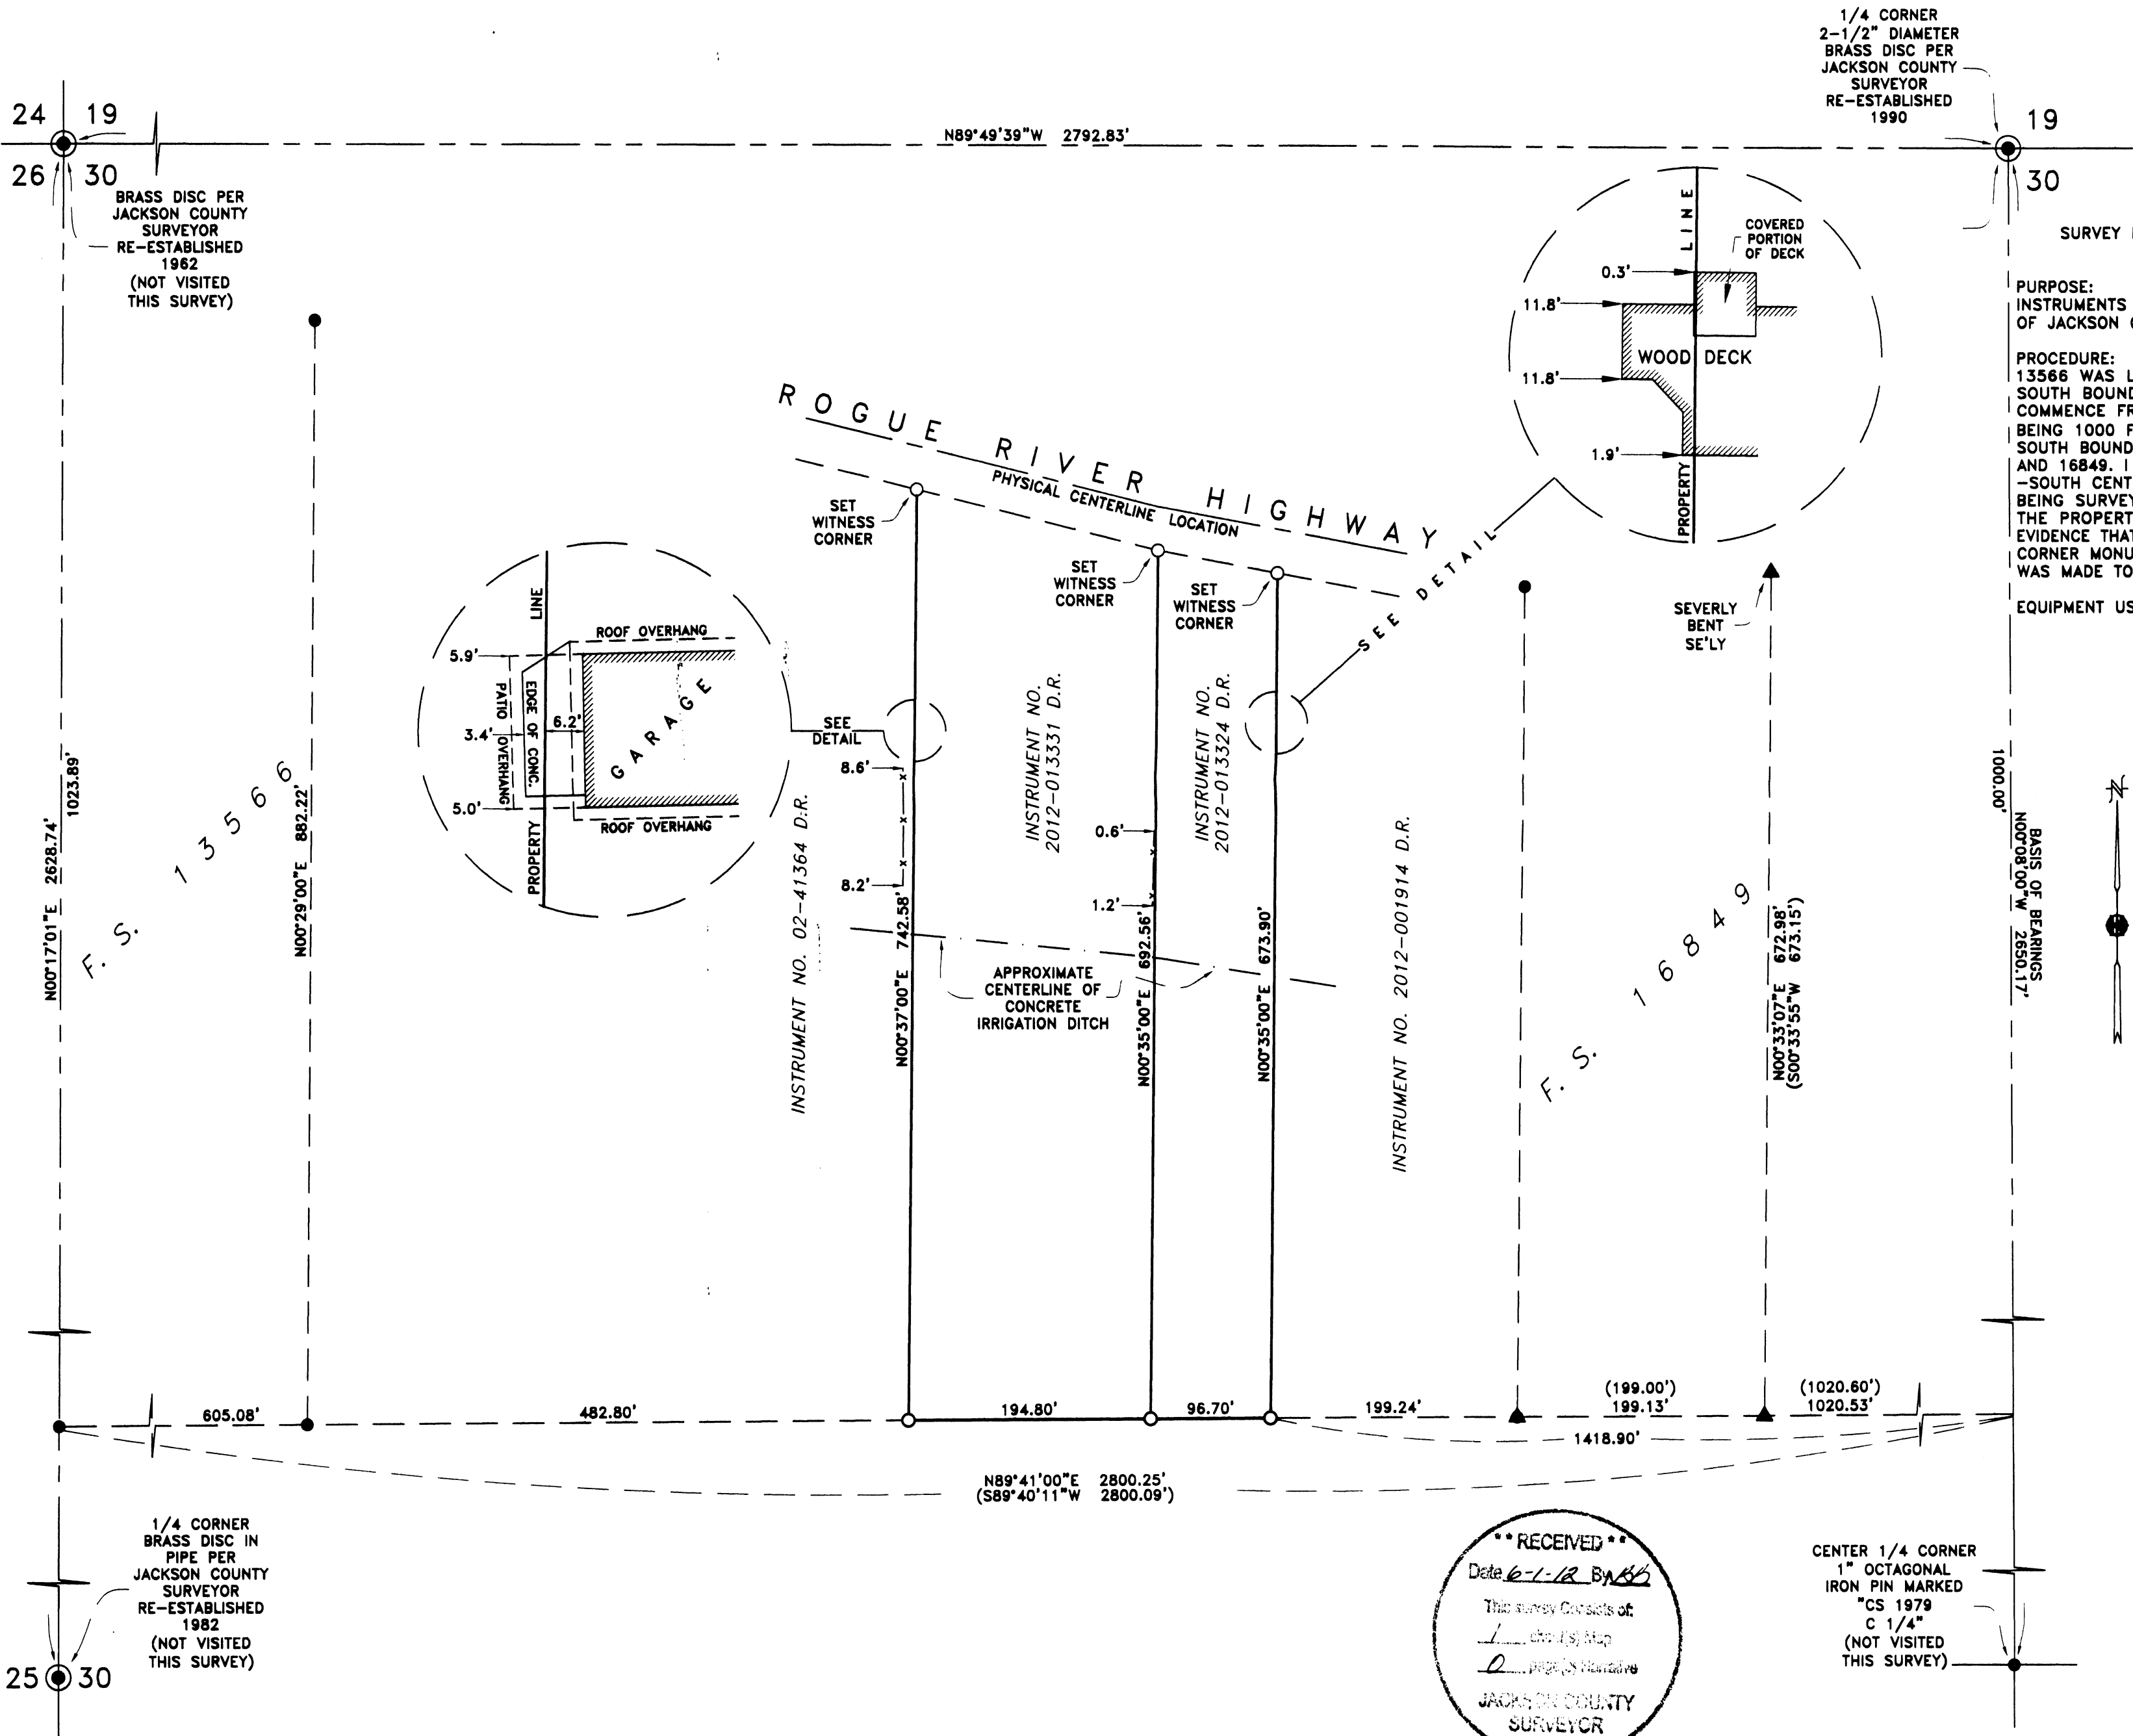 1/4 CORNER
2-1/2" DIAMETER
BRASS DISC PER
JACKSON COUNTY
SURVEYOR
RE-ESTABLISHED
1990
24 19
26 30
19
30
N89°49'39"W 2792.83'
BRASS DISC PER
JACKSON COUNTY
SURVEYOR
RE-ESTABLISHED
1962
(NOT VISITED
THIS SURVEY)
SURVEY
PURPOSE:
INSTRUMENTS
OF JACKSON
PROCEDURE:
13566 WAS
SOUTH BOUND
COMMENCE
BEING 1000
SOUTH BOUND
AND 16849. I
-SOUTH CENT
BEING SURVEY
THE PROPERT
EVIDENCE THAT
CORNER MONU
WAS MADE TO
EQUIPMENT US
LINE
COVERED
PORTION
OF DECK
0.3'
11.8'
WOOD DECK
11.8'
1.9'
PROPERTY
ROGUE RIVER HIGHWAY
PHYSICAL CENTERLINE LOCATION
SET
WITNESS
CORNER
SET
WITNESS
CORNER
SET
WITNESS
CORNER
SEE DETAIL
SEVERLY
BENT
SE'LY
LINE
ROOF OVERHANG
5.9'
PATIO OVERHANG
EDGE OF CONC.
6.2'
3.4'
GARAGE
5.0'
ROOF OVERHANG
PROPERTY
SEE
DETAIL
8.6'
8.2'
0.6'
1.2'
INSTRUMENT NO.
2012-013331 D.R.
INSTRUMENT NO.
2012-013324 D.R.
INSTRUMENT NO. 02-41364 D.R.
INSTRUMENT NO. 2012-001914 D.R.
F. S. 13566
F. S. 16849
N00°17'01"E 2628.74'
1023.89'
N00°29'00"E 882.22'
N00°37'00"E 742.58'
N00°35'00"E 692.56'
N00°35'00"E 673.90'
N00°33'07"E 672.98'
(S00°33'55"W 673.15')
1000.00'
BASIS OF BEARINGS
N00°08'00"W 2650.17'
N
APPROXIMATE
CENTERLINE OF
CONCRETE
IRRIGATION DITCH
605.08'
482.80'
194.80'
96.70'
199.24'
(199.00')
199.13'
(1020.60')
1020.53'
1418.90'
N89°41'00"E 2800.25'
(S89°40'11"W 2800.09')
1/4 CORNER
BRASS DISC IN
PIPE PER
JACKSON COUNTY
SURVEYOR
RE-ESTABLISHED
1982
(NOT VISITED
THIS SURVEY)
25 30
** RECEIVED **
Date 6-1-12 By
This survey Consists of:
1 sheet(s) Map
0 page(s) Narrative
JACKSON COUNTY
SURVEYOR
CENTER 1/4 CORNER
1" OCTAGONAL
IRON PIN MARKED
"CS 1979
C 1/4"
(NOT VISITED
THIS SURVEY)